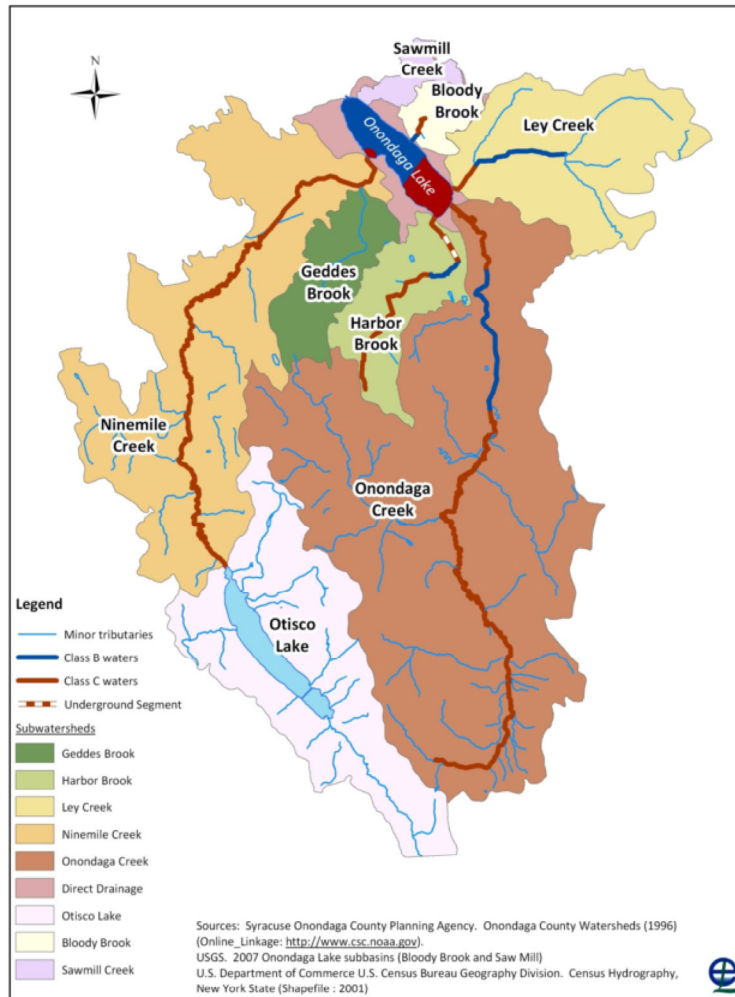 N
Sawmill
Creek
Bloody
Brook
Ley Creek
Onondaga Lake
Geddes
Brook
Harbor
Brook
Ninemile
Creek
Onondaga
Creek
Otisco
Lake
Legend
Minor tributaries
Class B waters
Class C waters
Underground Segment
Subwatersheds
Geddes Brook
Harbor Brook
Ley Creek
Ninemile Creek
Onondaga Creek
Direct Drainage
Otisco Lake
Bloody Brook
Sawmill Creek
Sources: Syracuse Onondaga County Planning Agency. Onondaga County Watersheds (1996)
(Online_Linkage: http://www.csc.noaa.gov).
USGS. 2007 Onondaga Lake subbasins (Bloody Brook and Saw Mill)
U.S. Department of Commerce U.S. Census Bureau Geography Division. Census Hydrography,
New York State (Shapefile : 2001)